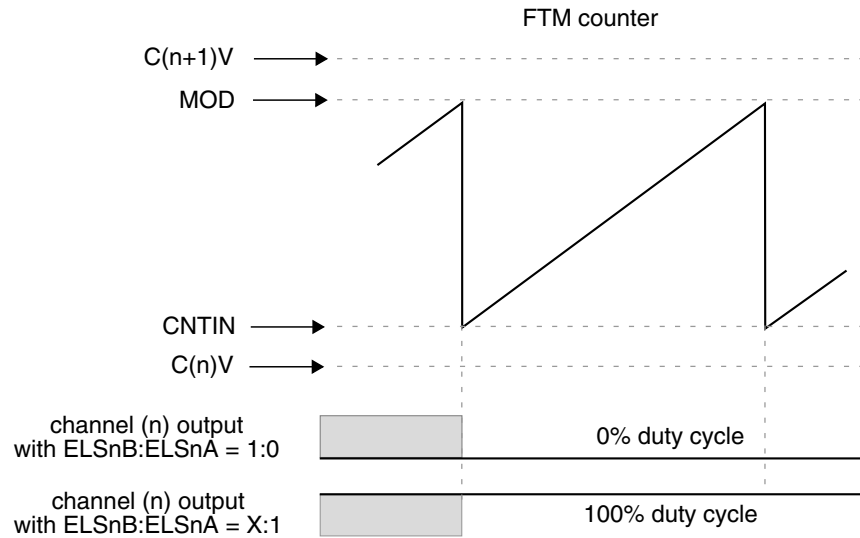 FTM counter
C(n+1)V
MOD
CNTIN
C(n)V
channel (n) output
with ELSnB:ELSnA = 1:0
0% duty cycle
channel (n) output
with ELSnB:ELSnA = X:1
100% duty cycle